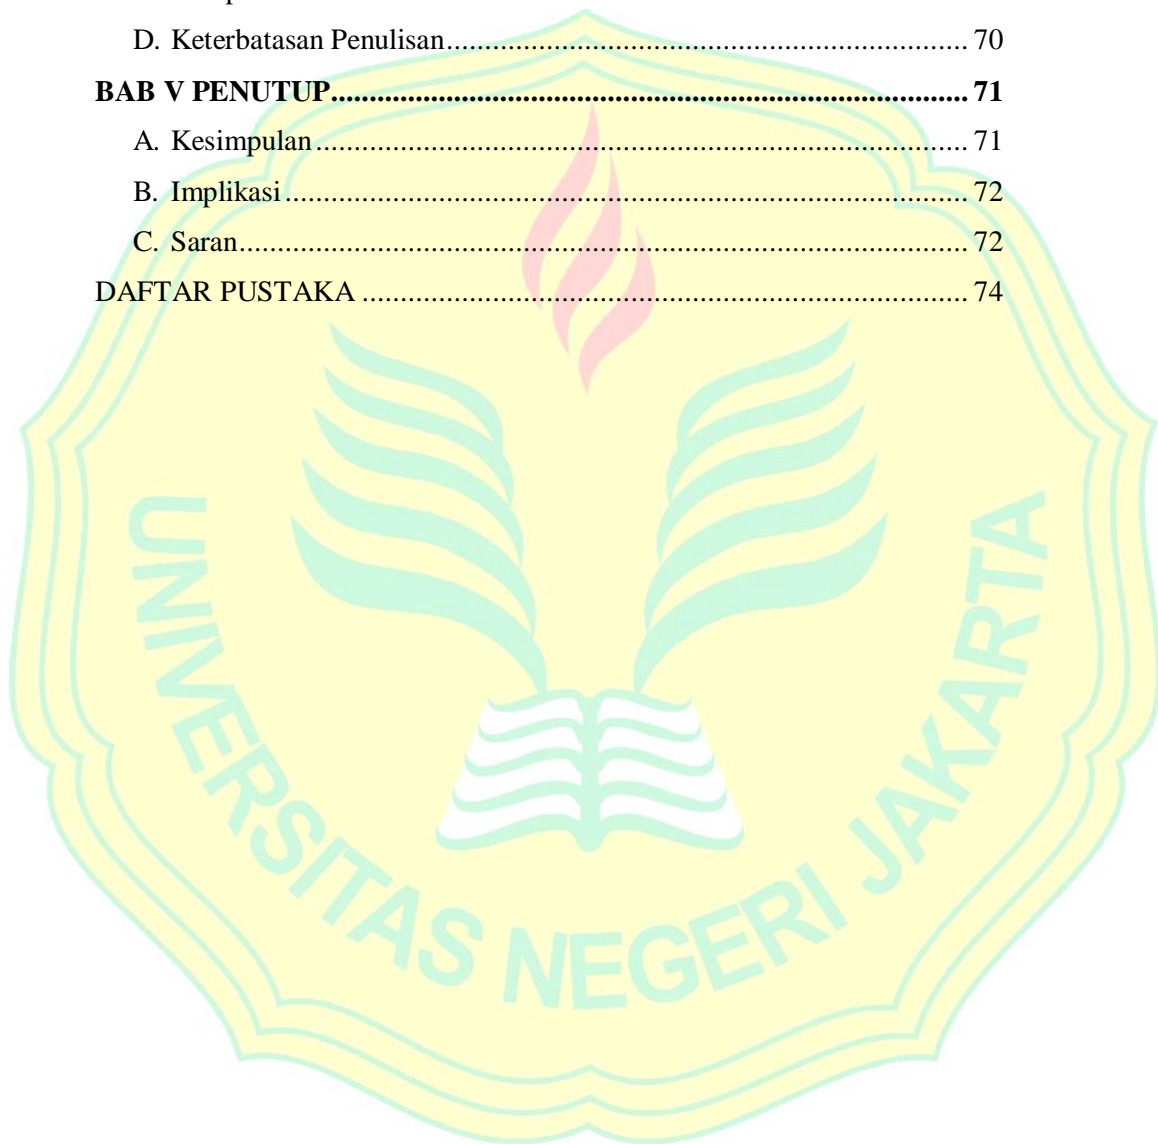 D. Keterbatasan Penulisan........................................................................ 70
BAB V PENUTUP.................................................................................... 71
A. Kesimpulan.......................................................................................... 71
B. Implikasi.............................................................................................. 72
C. Saran.................................................................................................... 72
DAFTAR PUSTAKA................................................................................ 74
UNIVERSITAS NEGERI JAKARTA